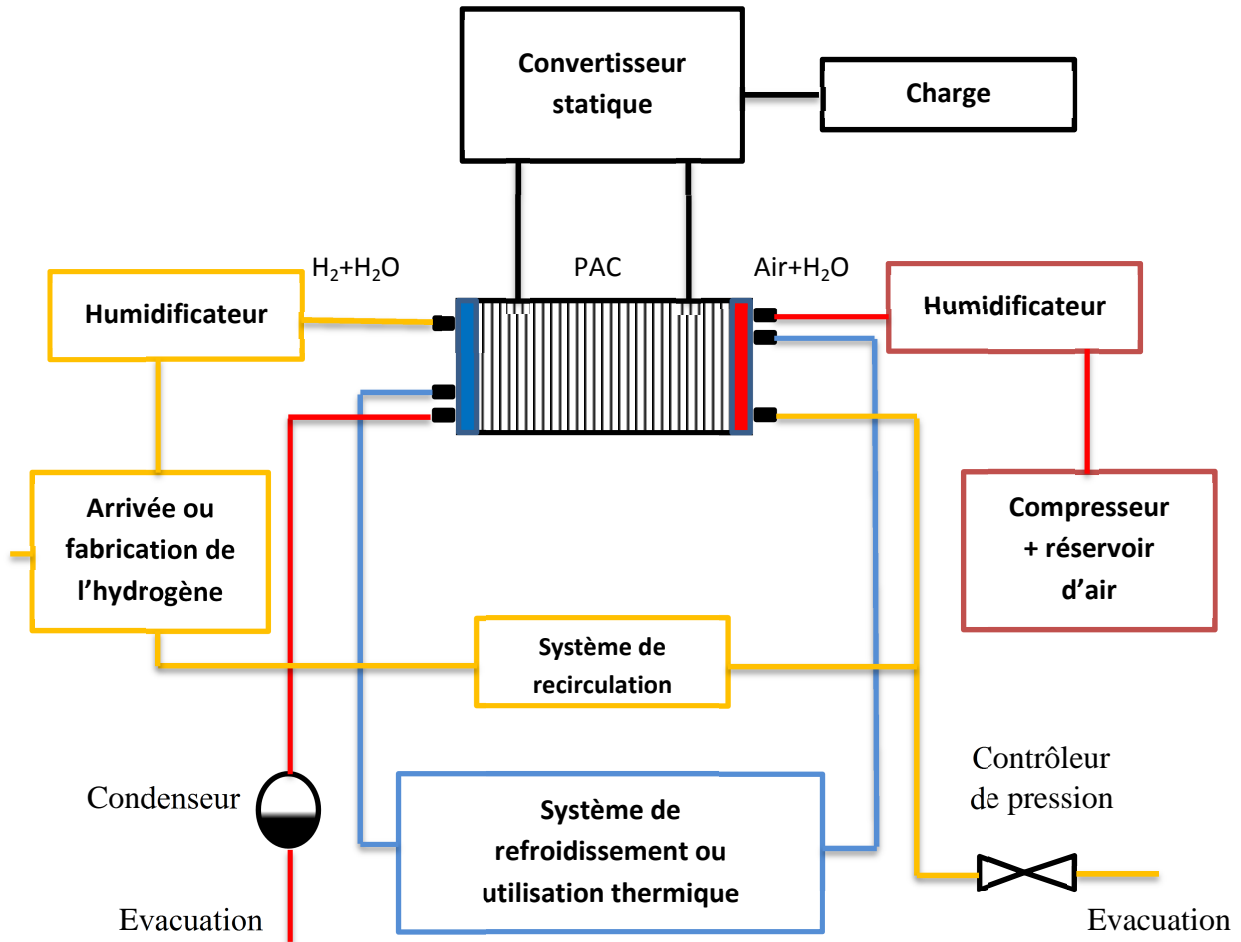 Convertisseur
statique
Charge
H₂+H₂O
PAC
Air+H₂O
Humidificateur
Humidificateur
Arrivée ou
fabrication de
l’hydrogène
Compresseur
+ réservoir
d’air
Système de
recirculation
Condenseur
Système de
refroidissement ou
utilisation thermique
Contrôleur
de pression
Evacuation
Evacuation